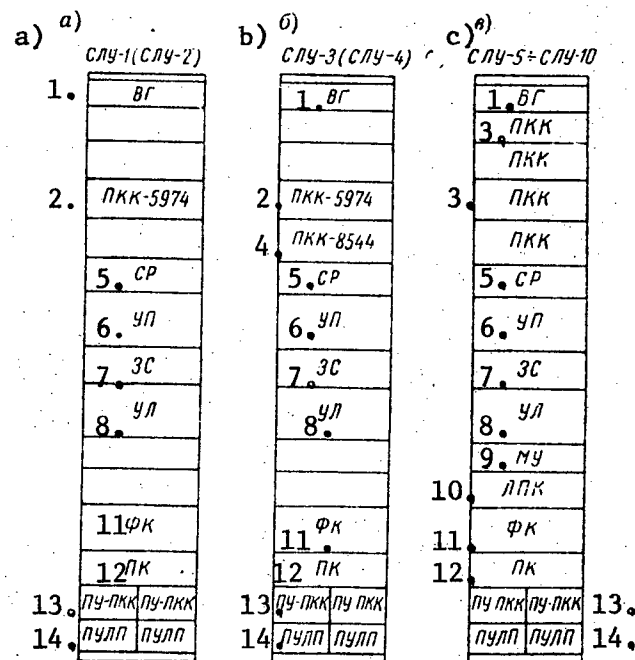 a) а) b) б) c) в)
СЛУ-1 (СЛУ-2) СЛУ-3 (СЛУ-4) СЛУ-5÷СЛУ-10
1. ВГ 1. ВГ 1. ВГ
3. ПКК
ПКК
2. ПКК-5974 2. ПКК-5974 3. ПКК
4. ПКК-8544 ПКК
5. СР 5. СР 5. СР
6. УП 6. УП 6. УП
7. ЗС 7. ЗС 7. ЗС
8. УЛ 8. УЛ 8. УЛ
9. МУ
10. ЛПК
11 ФК 11. ФК 11. ФК
12 ПК 12 ПК 12. ПК
13. ПУ-ПКК ПУ-ПКК 13. ПУ-ПКК ПУ ПКК ПУ ПКК ПУ ПКК 13.
14. ПУЛП ПУЛП 14. ПУЛП ПУЛП ПУЛП ПУЛП 14.